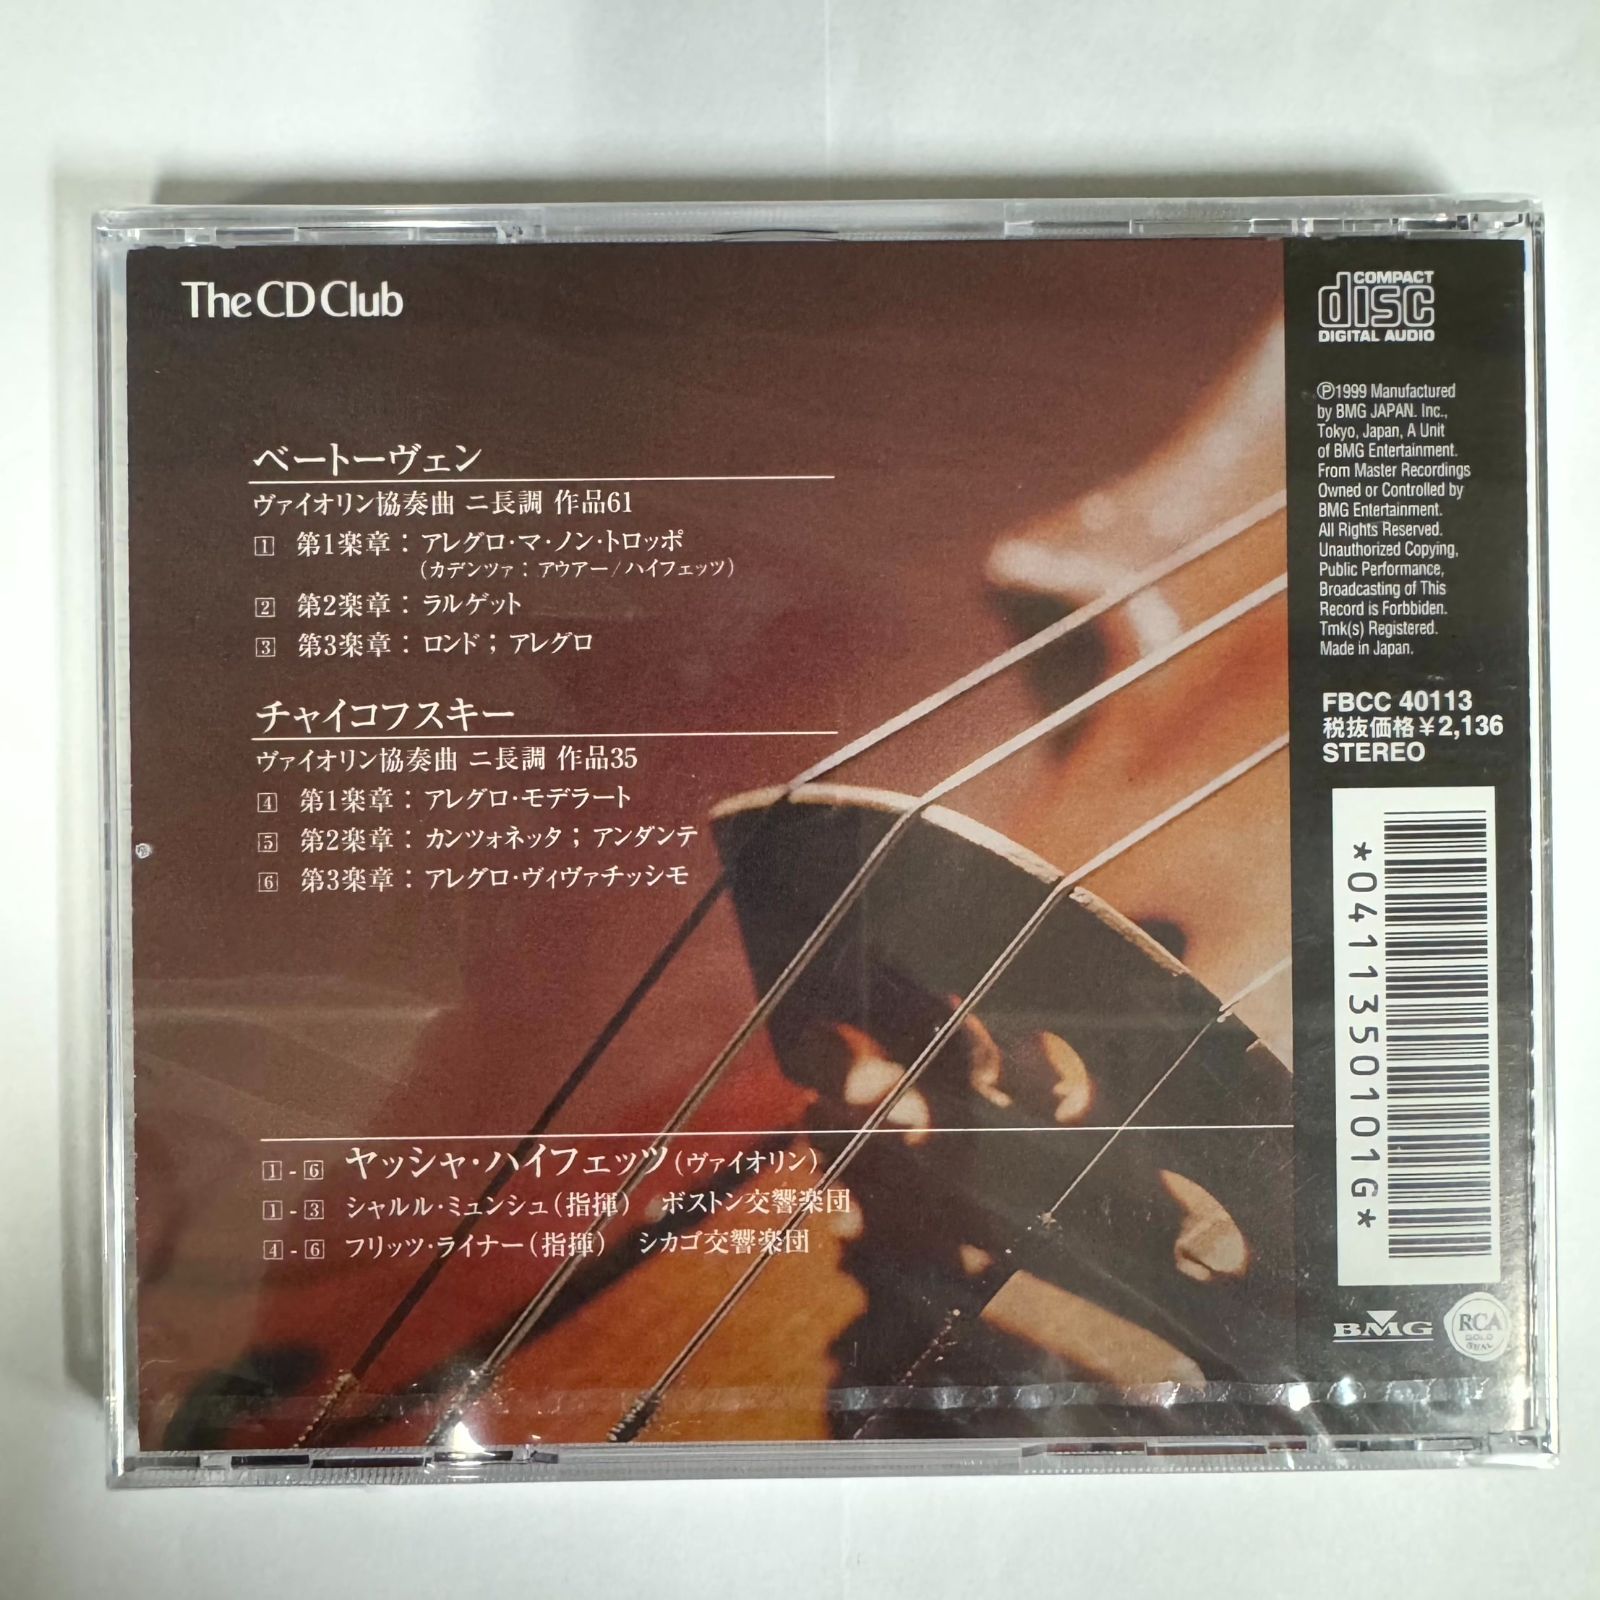 The CD Club
ベートーヴェン
ヴァイオリン協奏曲 ニ長調 作品61
1 第1楽章：アレグロ・マ・ノン・トロッポ
（カデンツァ：アウアー/ハイフェッツ）
2 第2楽章：ラルゲット
3 第3楽章：ロンド；アレグロ
チャイコフスキー
ヴァイオリン協奏曲 ニ長調 作品35
4 第1楽章：アレグロ・モデラート
5 第2楽章：カンツォネッタ；アンダンテ
6 第3楽章：アレグロ・ヴィヴァチッシモ
1 - 6 ヤッシャ・ハイフェッツ（ヴァイオリン）
1 - 3 シャルル・ミュンシュ（指揮） ボストン交響楽団
4 - 6 フリッツ・ライナー（指揮） シカゴ交響楽団
COMPACT
disc
DIGITAL AUDIO
Ⓟ1999 Manufactured
by BMG JAPAN. Inc.,
Tokyo, Japan, A Unit
of BMG Entertainment.
From Master Recordings
Owned or Controlled by
BMG Entertainment.
All Rights Reserved.
Unauthorized Copying,
Public Performance,
Broadcasting of This
Record is Forbbiden.
Tmk(s) Registered.
Made in Japan.
FBCC 40113
税抜価格￥2,136
STEREO
*0411350101G*
BMG
RCA
GOLD
SEAL